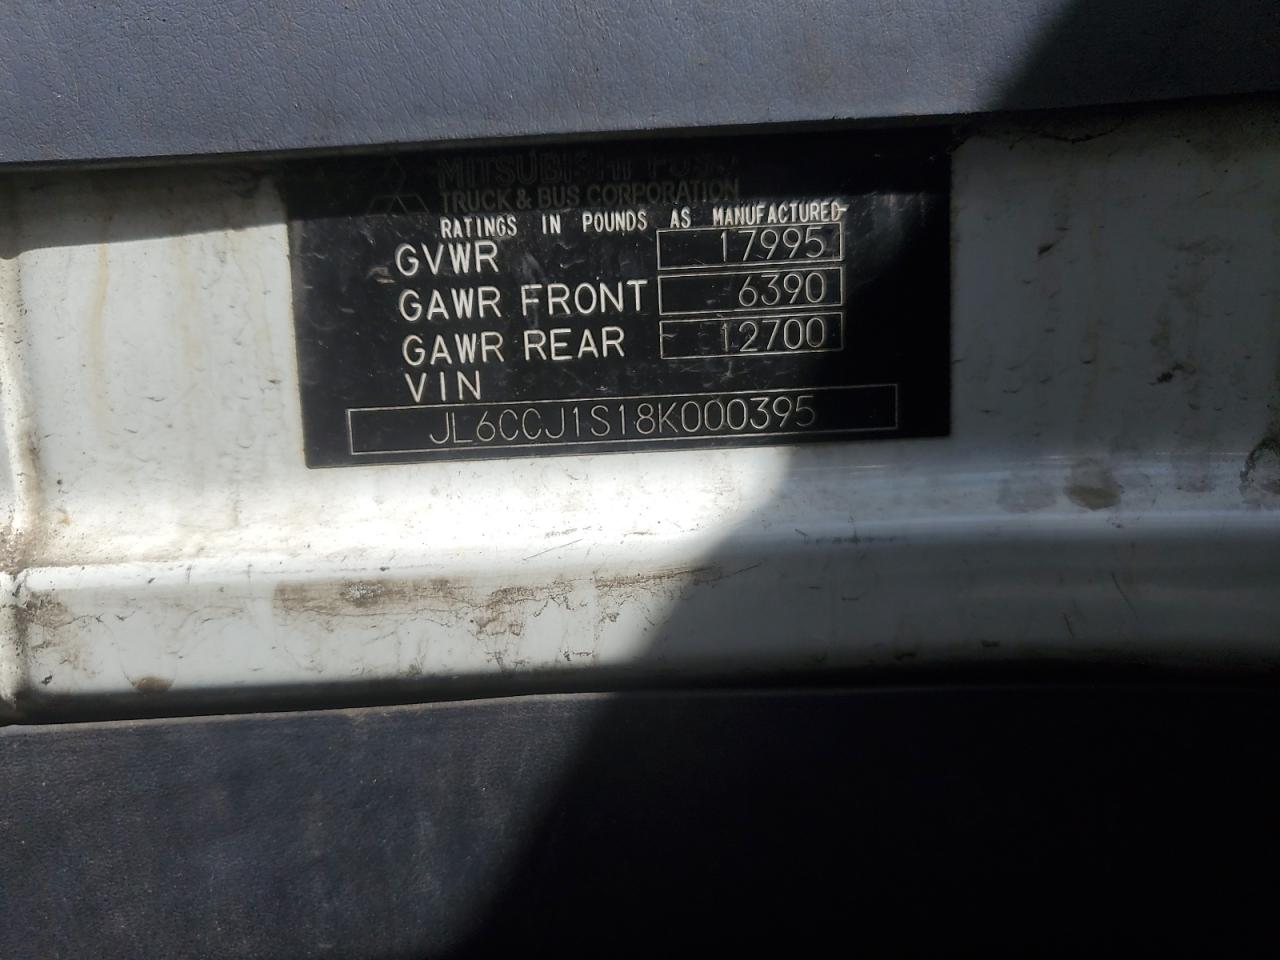 MITSUBISHI FUSO
TRUCK & BUS CORPORATION
RATINGS IN POUNDS AS MANUFACTURED
GVWR 17995
GAWR FRONT 6390
GAWR REAR 12700
VIN
JL6CCJ1S18K000395